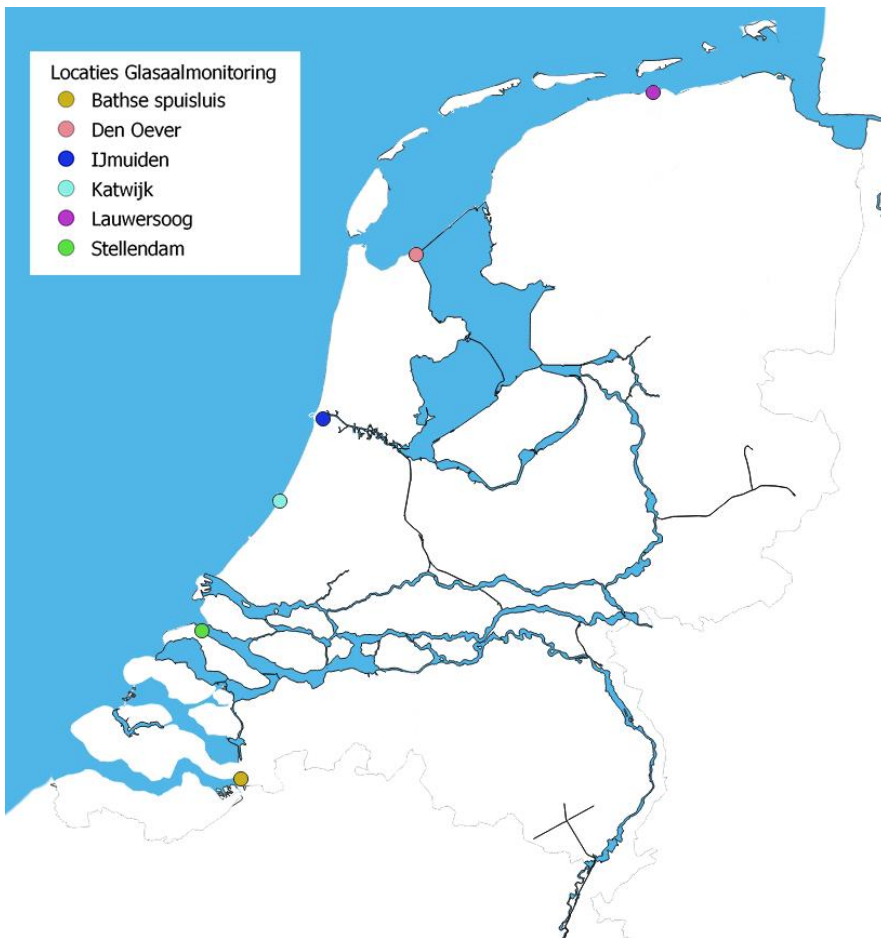 Locaties Glasaalmonitoring
Bathse spuisluis
Den Oever
IJmuiden
Katwijk
Lauwersoog
Stellendam